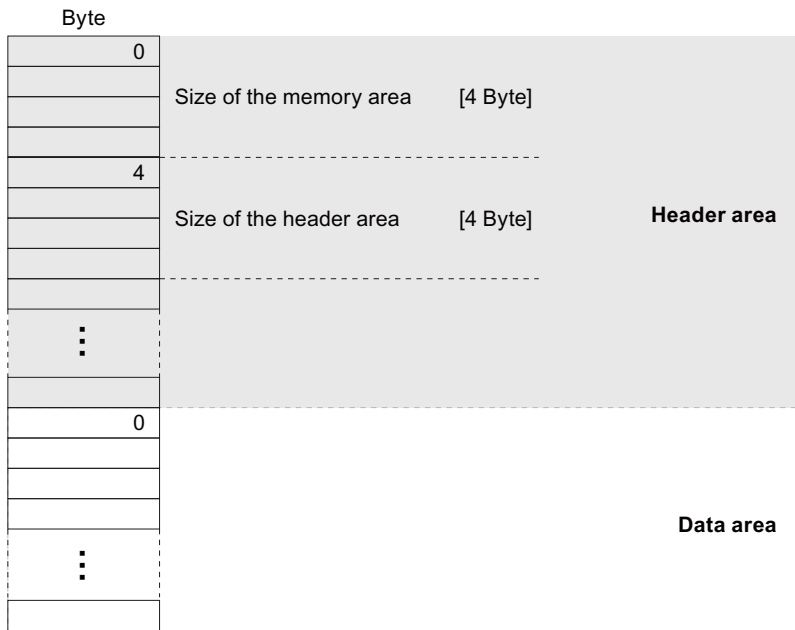 Byte
0
Size of the memory area [4 Byte]
4
Size of the header area [4 Byte]
Header area
0
Data area